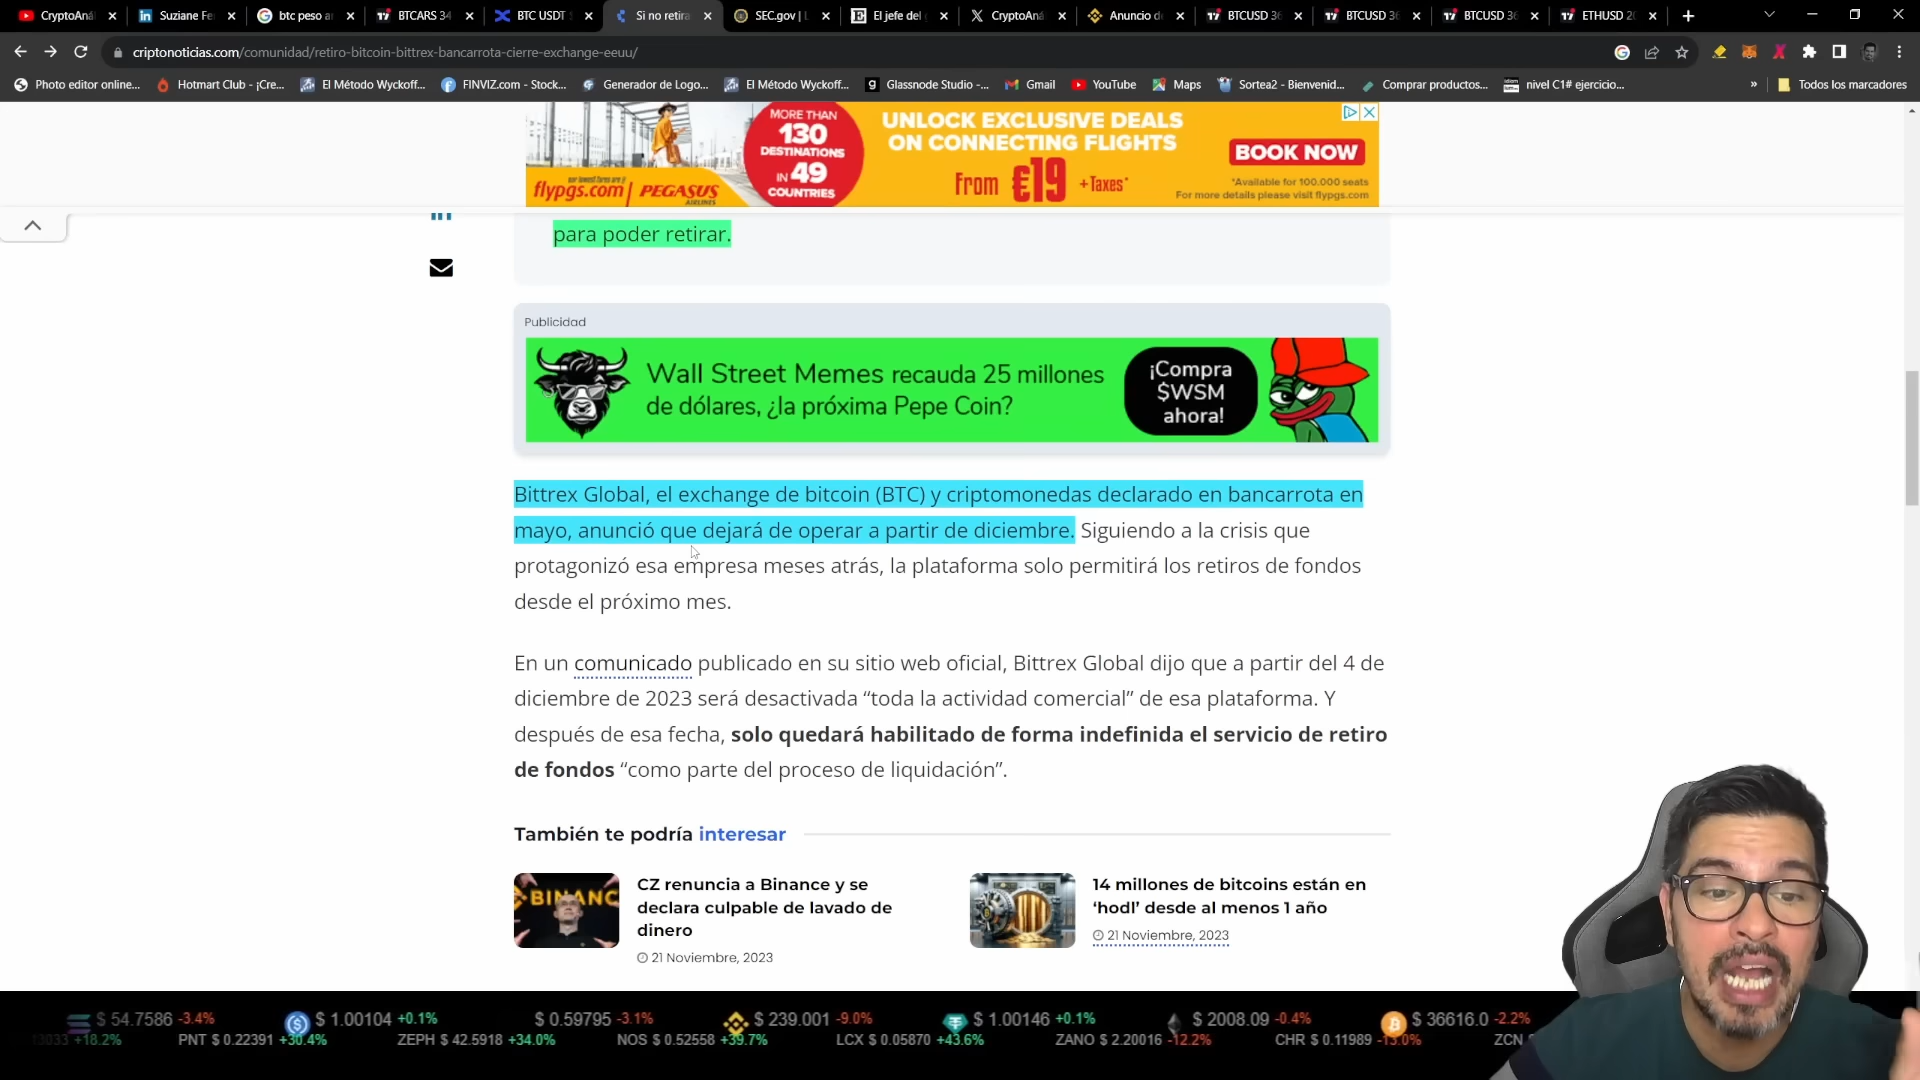 CryptoAnál
Suziane Fe
btc peso ar
BTCARS 34
BTC USDT
Si no retira
SEC.gov | L
El jefe del
CryptoAná
Anuncio d
BTCUSD 36
BTCUSD 36
BTCUSD 36
ETHUSD 20
criptonoticias.com/comunidad/retiro-bitcoin-bittrex-bancarrota-cierre-exchange-eeuu/
Photo editor online...
Hotmart Club - ¡Cre...
El Método Wyckoff...
FINVIZ.com - Stock...
Generador de Logo...
El Método Wyckoff...
Glassnode Studio -...
Gmail
YouTube
Maps
Sortea2 - Bienvenid...
Comprar productos...
nivel C1# ejercicio...
»
Todos los marcadores
MORE THAN
130
DESTINATIONS
IN 49
COUNTRIES
flypgs.com | PEGASUS
AIRLINES
UNLOCK EXCLUSIVE DEALS
ON CONNECTING FLIGHTS
From €19 +Taxes*
BOOK NOW
*Available for 100.000 seats
For more details please visit flypgs.com
in
para poder retirar.
Publicidad
Wall Street Memes recauda 25 millones
de dólares, ¿la próxima Pepe Coin?
¡Compra
$WSM
ahora!
Bittrex Global, el exchange de bitcoin (BTC) y criptomonedas declarado en bancarrota en
mayo, anunció que dejará de operar a partir de diciembre. Siguiendo a la crisis que
protagonizó esa empresa meses atrás, la plataforma solo permitirá los retiros de fondos
desde el próximo mes.
En un comunicado publicado en su sitio web oficial, Bittrex Global dijo que a partir del 4 de
diciembre de 2023 será desactivada “toda la actividad comercial” de esa plataforma. Y
después de esa fecha, solo quedará habilitado de forma indefinida el servicio de retiro
de fondos “como parte del proceso de liquidación”.
También te podría interesar
BINANC
CZ renuncia a Binance y se
declara culpable de lavado de
dinero
21 Noviembre, 2023
14 millones de bitcoins están en
‘hodl’ desde al menos 1 año
21 Noviembre, 2023
$ 54.7586 -3.4% $ 1.00104 +0.1% $ 0.59795 -3.1% $ 239.001 -9.0% $ 1.00146 +0.1% $ 2008.09 -0.4% $ 36616.0 -2.2%
+18.2% PNT $ 0.22391 +30.4% ZEPH $ 42.5918 +34.0% NOS $ 0.52558 +39.7% LCX $ 0.05870 +43.6% ZANO $ 2.20016 -12.2% CHR $ 0.11989 -13.0% ZCN